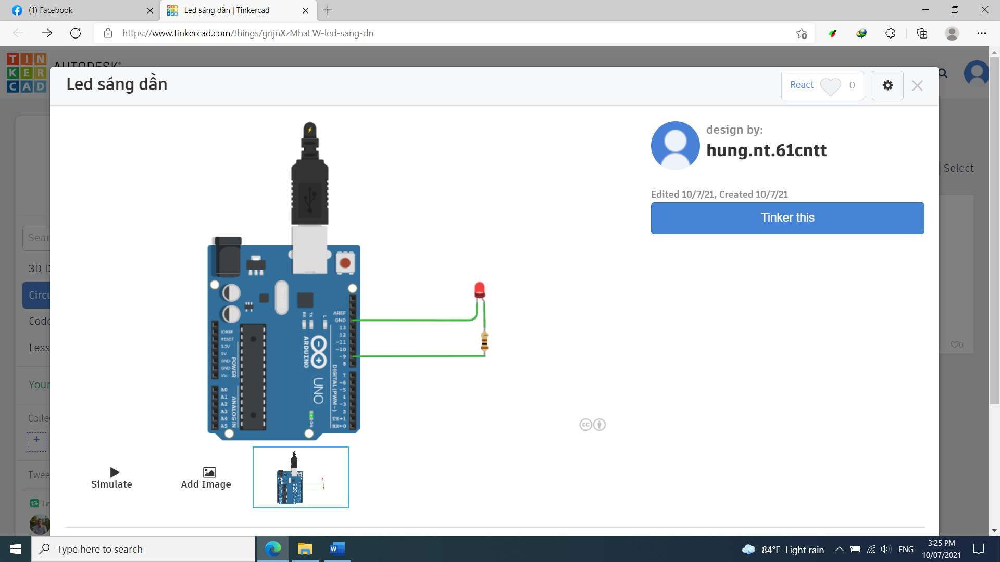 (1) Facebook
Led sáng dần | Tinkercad
https://www.tinkercad.com/things/gnjnXzMhaEW-led-sang-dn
TIN
KER
CAD
AUTODESK
Led sáng dần
React 0
design by:
hung.nt.61cntt
Edited 10/7/21, Created 10/7/21
Tinker this
Select
Sear
3D D
Circu
Code
Less
Your
Colle
+
Twee
Tin
0
AREF
GND
13
12
~11
~10
~9
8
7
~6
~5
4
~3
2
TX→1
RX←0
DIGITAL (PWM~)
RX
TX
L
ARDUINO
UNO
ON
IOREF
RESET
3.3V
5V
GND
GND
Vin
POWER
A0
A1
A2
A3
A4
A5
ANALOG IN
cc
Simulate
Add Image
Type here to search
W
84°F Light rain
ENG
3:25 PM
10/07/2021